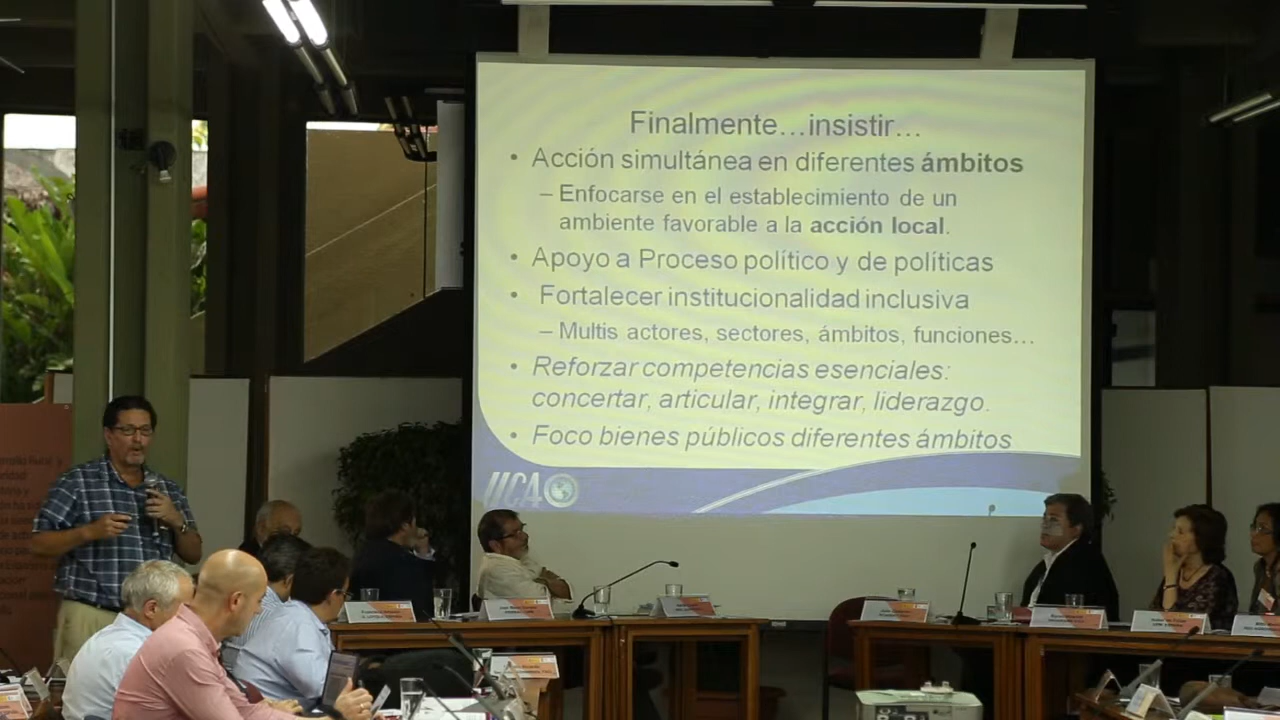 Finalmente…insistir…
• Acción simultánea en diferentes ámbitos
– Enfocarse en el establecimiento de un
ambiente favorable a la acción local.
• Apoyo a Proceso político y de políticas
• Fortalecer institucionalidad inclusiva
– Multis actores, sectores, ámbitos, funciones…
• Reforzar competencias esenciales:
concertar, articular, integrar, liderazgo.
• Foco bienes públicos diferentes ámbitos
IICA